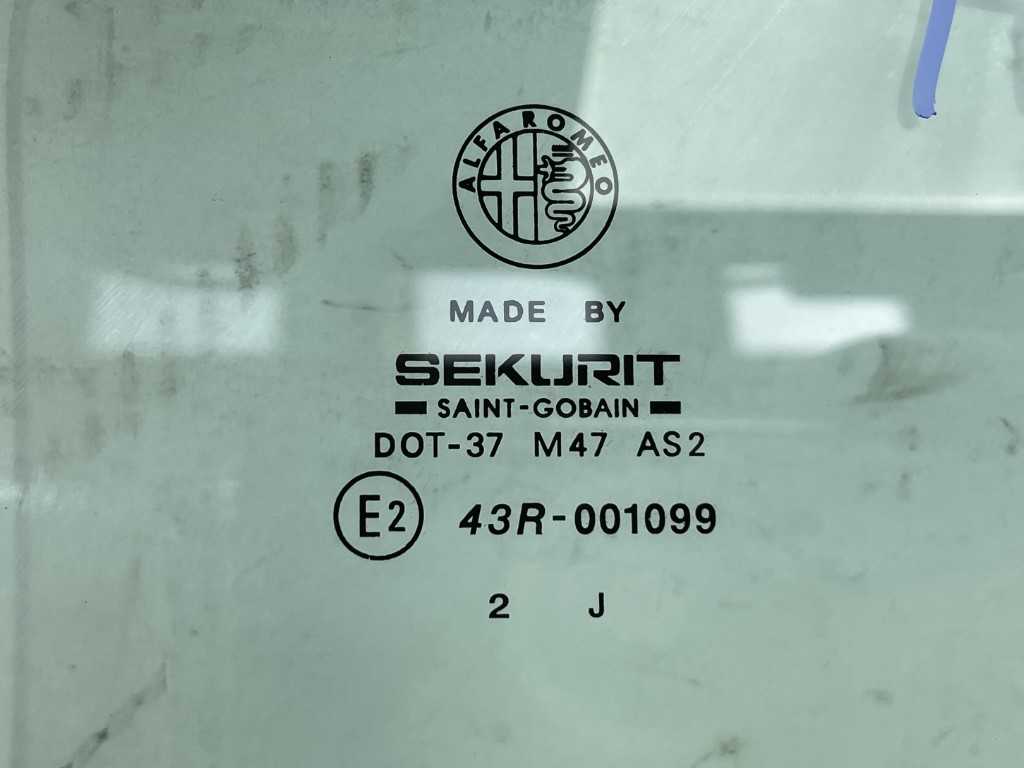 ALFA ROMEO
MADE BY
SEKURIT
SAINT-GOBAIN
DOT-37 M47 AS2
E2 43R-001099
2 J